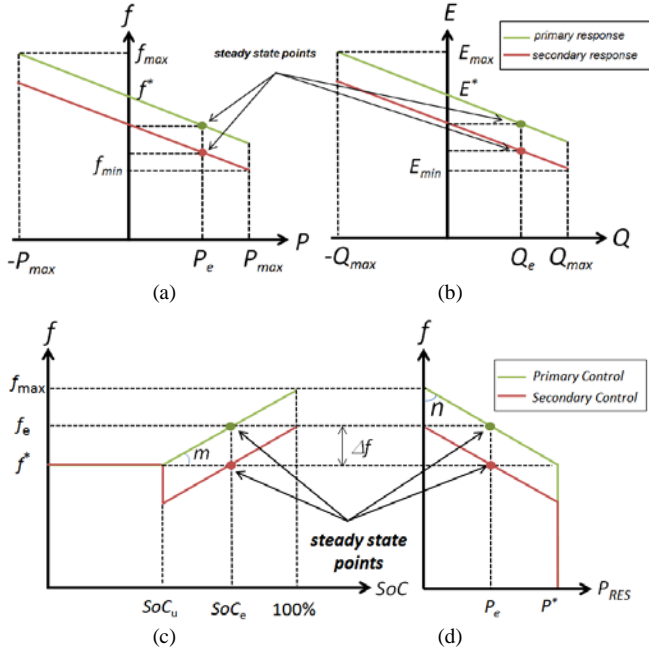 f
f_max
f*
f_min
P
-P_max
P_e
P_max
(a)
steady state points
E
E_max
E*
E_min
Q
-Q_max
Q_e
Q_max
(b)
primary response
secondary response
f
f_max
f_e
f*
m
Δf
SoC
SoC_u
SoC_e
100%
(c)
steady state
points
f
n
P_RES
P_e
P*
(d)
Primary Control
Secondary Control